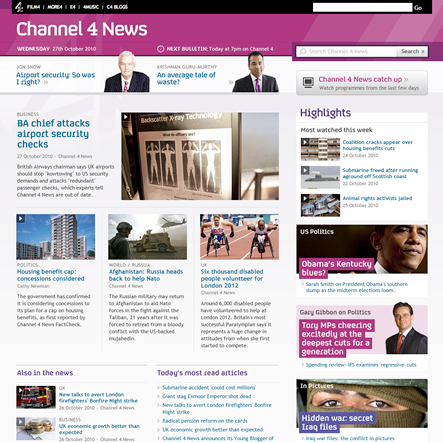 FILM4 | MORE4 | E4 | 4MUSIC | C4 BLOGS
Go
Channel 4 News
WEDNESDAY 27th October 2010
NEXT BULLETIN: Today at 7pm on Channel 4
Search Channel 4 News
Search »
JON SNOW
Airport security: So was
I right? »
KRISHNAN GURU-MURTHY
An average tale of
waste? »
Channel 4 News catch up »
Watch programmes from the last few days
BUSINESS
BA chief attacks
airport security
checks
27 October 2010 - Channel 4 News
British Airways chairman says UK airports
should stop 'kowtowing' to US security
demands and attacks 'redundant'
passenger checks, which experts tell
Channel 4 News are out of date.
Backscatter X-ray Technology
What do officers see?
Highlights
Most watched this week
Coalition cracks appear
over housing benefits cuts
24 October 2010
Submarine freed after running
aground off Scottish coast
22 October 2010
Animal rights activists jailed
25 October 2010
US Politics
Obama's Kentucky
blues?
Sarah Smith on President Obama's southern
slump as the midterm elections loom.
POLITICS
Housing benefit cap:
concessions considered
Cathy Newman
The government has confirmed
it is considering concessions to
its plan for a cap on housing
benefits, as first reported by
Channel 4 News FactCheck.
WORLD / RUSSIA
Afghanistan: Russia heads
back to help Nato
Channel 4 News
The Russian military may return
to Afghanistan to aid Nato
forces in the fight against the
Taliban, 21 years after it was
forced to retreat from a bloody
conflict with the US-backed
mujahedin.
UK
Six thousand disabled
people volunteer for
London 2012
Channel 4 News
Around 6,000 disabled people
have volunteered to help at
London 2012. Britain's most
successful Paralympian says it
represents a huge change in
attitudes from when she first
started to compete.
Gary Gibbon on Politics
Tory MPs cheering
excitedly at the
deepest cuts for a
generation
Spending review: IFS examines 'regressive' cuts
Also in the news
UK
New talks to avert London
firefighters' Bonfire Night strike
26 October 2010 - Channel 4 News
BUSINESS
UK economic growth better than
expected
26 October 2010 - Channel 4 News
Today's most read articles
Submarine accident 'could cost millions'
Giant stag Exmoor Emperor shot dead
New talks to avert London firefighters' Bonfire Night strike
Radical pension reform on the cards
UK economic growth better than expected
Channel 4 News announces its Young Blogger of
In Pictures
Hidden war: secret
Iraq files
Iraq war files: the conflict in pictures